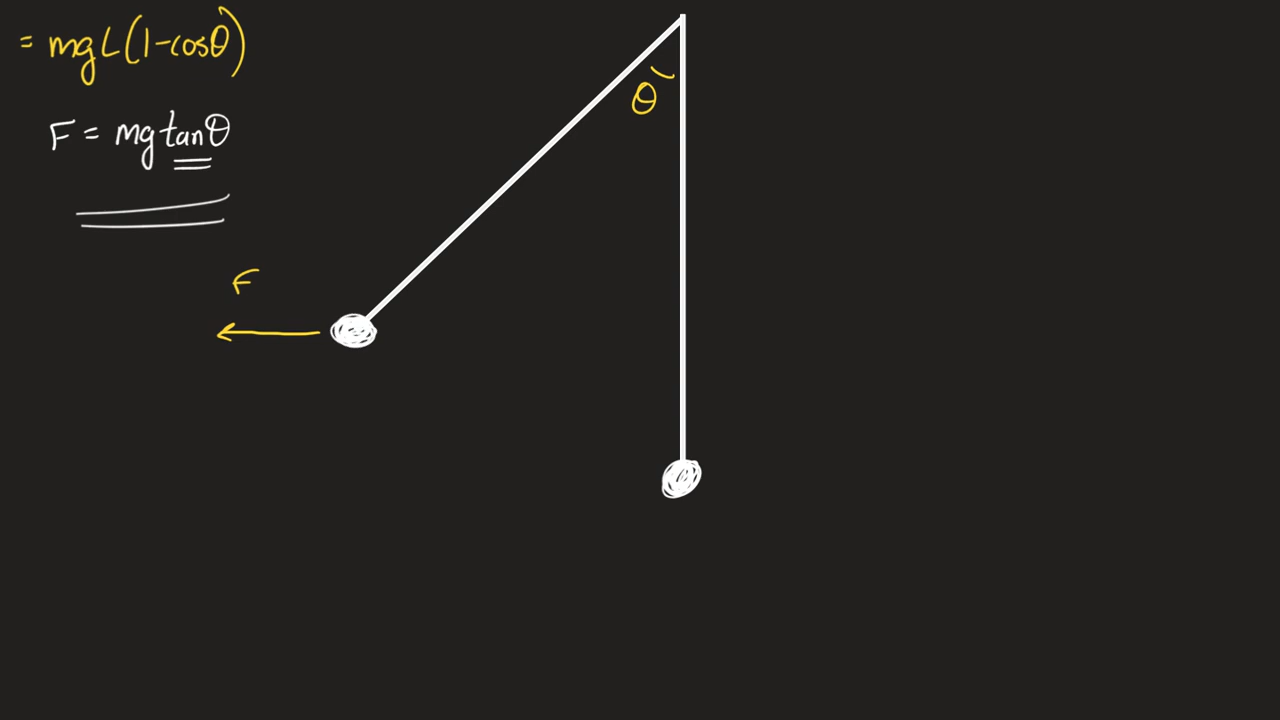 = mgL(1-cosθ)
θ
F = mg tanθ
F